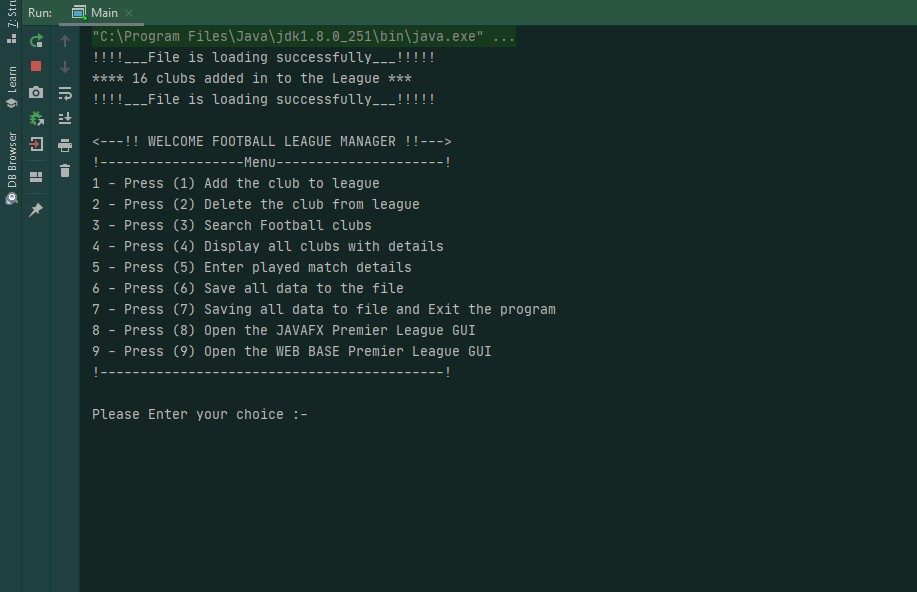 Run: Main
"C:\Program Files\Java\jdk1.8.0_251\bin\java.exe" ...
!!!!___File is loading successfully___!!!!!
**** 16 clubs added in to the League ***
!!!!___File is loading successfully___!!!!!
<---!! WELCOME FOOTBALL LEAGUE MANAGER !!--->
!------------------Menu---------------------!
1 - Press (1) Add the club to league
2 - Press (2) Delete the club from league
3 - Press (3) Search Football clubs
4 - Press (4) Display all clubs with details
5 - Press (5) Enter played match details
6 - Press (6) Save all data to the file
7 - Press (7) Saving all data to file and Exit the program
8 - Press (8) Open the JAVAFX Premier League GUI
9 - Press (9) Open the WEB BASE Premier League GUI
!-------------------------------------------!
Please Enter your choice :-
Learn
DB Browser